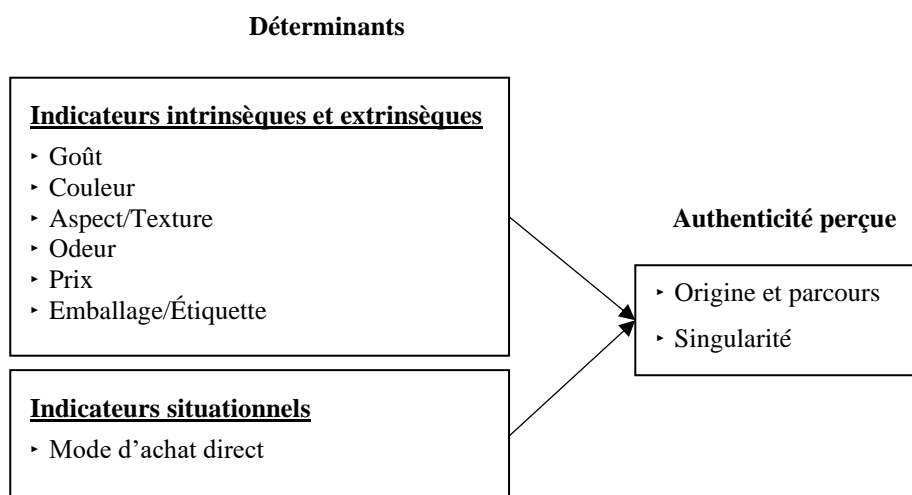 Déterminants
Indicateurs intrinsèques et extrinsèques
‣ Goût
‣ Couleur
‣ Aspect/Texture
‣ Odeur
‣ Prix
‣ Emballage/Étiquette
Authenticité perçue
‣ Origine et parcours
‣ Singularité
Indicateurs situationnels
‣ Mode d'achat direct